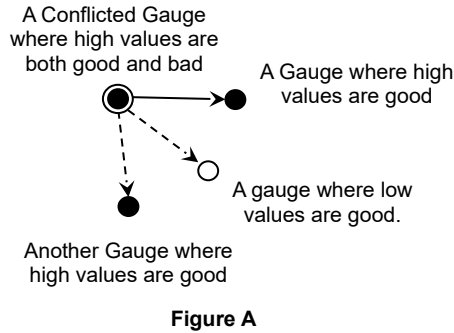 A Conflicted Gauge
where high values are
both good and bad
A Gauge where high
values are good
A gauge where low
values are good.
Another Gauge where
high values are good
Figure A